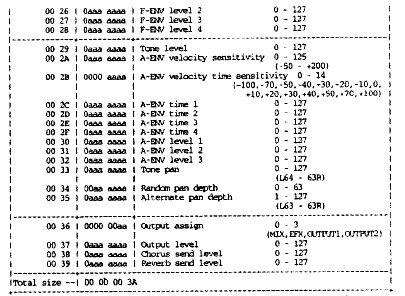 00 26 | 0aaa aaaa | F-ENV level 2 0 - 127
00 27 | 0aaa aaaa | F-ENV level 3 0 - 127
00 28 | 0aaa aaaa | F-ENV level 4 0 - 127
00 29 | 0aaa aaaa | Tone level 0 - 127
00 2A | 0aaa aaaa | A-ENV velocity sensitivity 0 - 125
(-50 - +200)
00 2B | 0000 aaaa | A-ENV velocity time sensitivity 0 - 14
(-100,-70,-50,-40,-30,-20,-10,0,
+10,+20,+30,+40,+50,+70,+100)
00 2C | 0aaa aaaa | A-ENV time 1 0 - 127
00 2D | 0aaa aaaa | A-ENV time 2 0 - 127
00 2E | 0aaa aaaa | A-ENV time 3 0 - 127
00 2F | 0aaa aaaa | A-ENV time 4 0 - 127
00 30 | 0aaa aaaa | A-ENV level 1 0 - 127
00 31 | 0aaa aaaa | A-ENV level 2 0 - 127
00 32 | 0aaa aaaa | A-ENV level 3 0 - 127
00 33 | 0aaa aaaa | Tone pan 0 - 127
(L64 - 63R)
00 34 | 00aa aaaa | Random pan depth 0 - 63
00 35 | 0aaa aaaa | Alternate pan depth 1 - 127
(L63 - 63R)
00 36 | 0000 00aa | Output assign 0 - 3
(MIX,EFX,OUTPUT1,OUTPUT2)
00 37 | 0aaa aaaa | Output level 0 - 127
00 38 | 0aaa aaaa | Chorus send level 0 - 127
00 39 | 0aaa aaaa | Reverb send level 0 - 127
Total size --| 00 00 00 3A